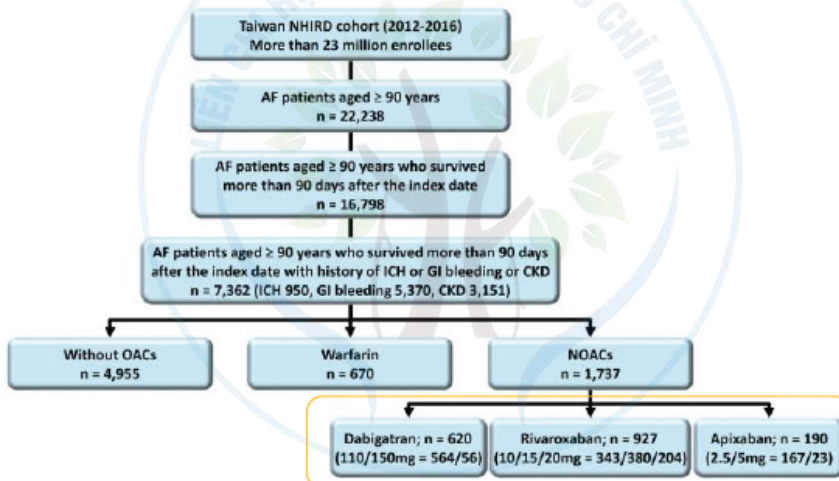 Taiwan NHIRD cohort (2012-2016)
More than 23 million enrollees
AF patients aged ≥ 90 years
n = 22,238
AF patients aged ≥ 90 years who survived
more than 90 days after the index date
n = 16,798
AF patients aged ≥ 90 years who survived more than 90 days
after the index date with history of ICH or GI bleeding or CKD
n = 7,362 (ICH 950, GI bleeding 5,370, CKD 3,151)
Without OACs
n = 4,955
Warfarin
n = 670
NOACs
n = 1,737
Dabigatran; n = 620
(110/150mg = 564/56)
Rivaroxaban; n = 927
(10/15/20mg = 343/380/204)
Apixaban; n = 190
(2.5/5mg = 167/23)
CHÍ MINH